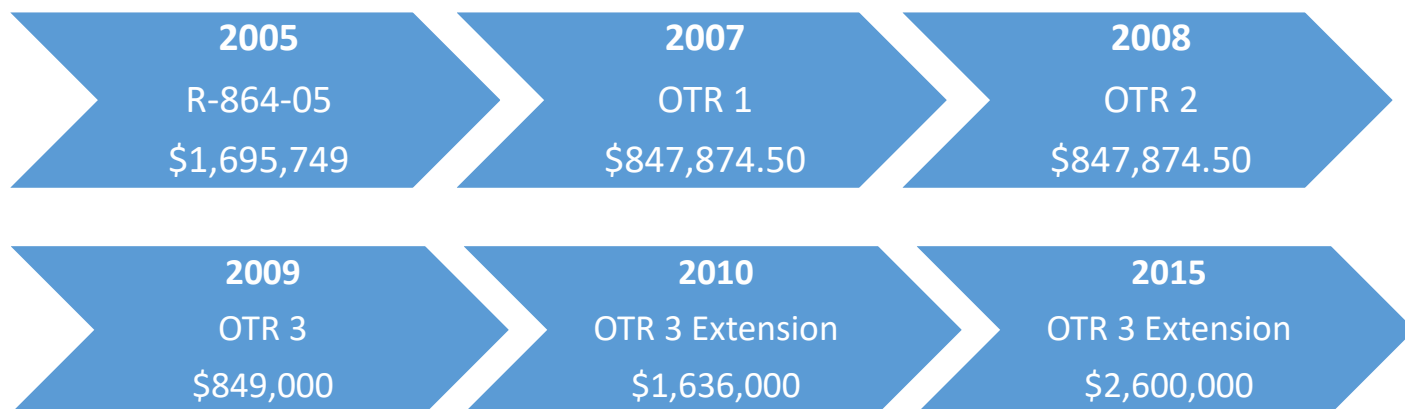 2005
R-864-05
$1,695,749
2007
OTR 1
$847,874.50
2008
OTR 2
$847,874.50
2009
OTR 3
$849,000
2010
OTR 3 Extension
$1,636,000
2015
OTR 3 Extension
$2,600,000